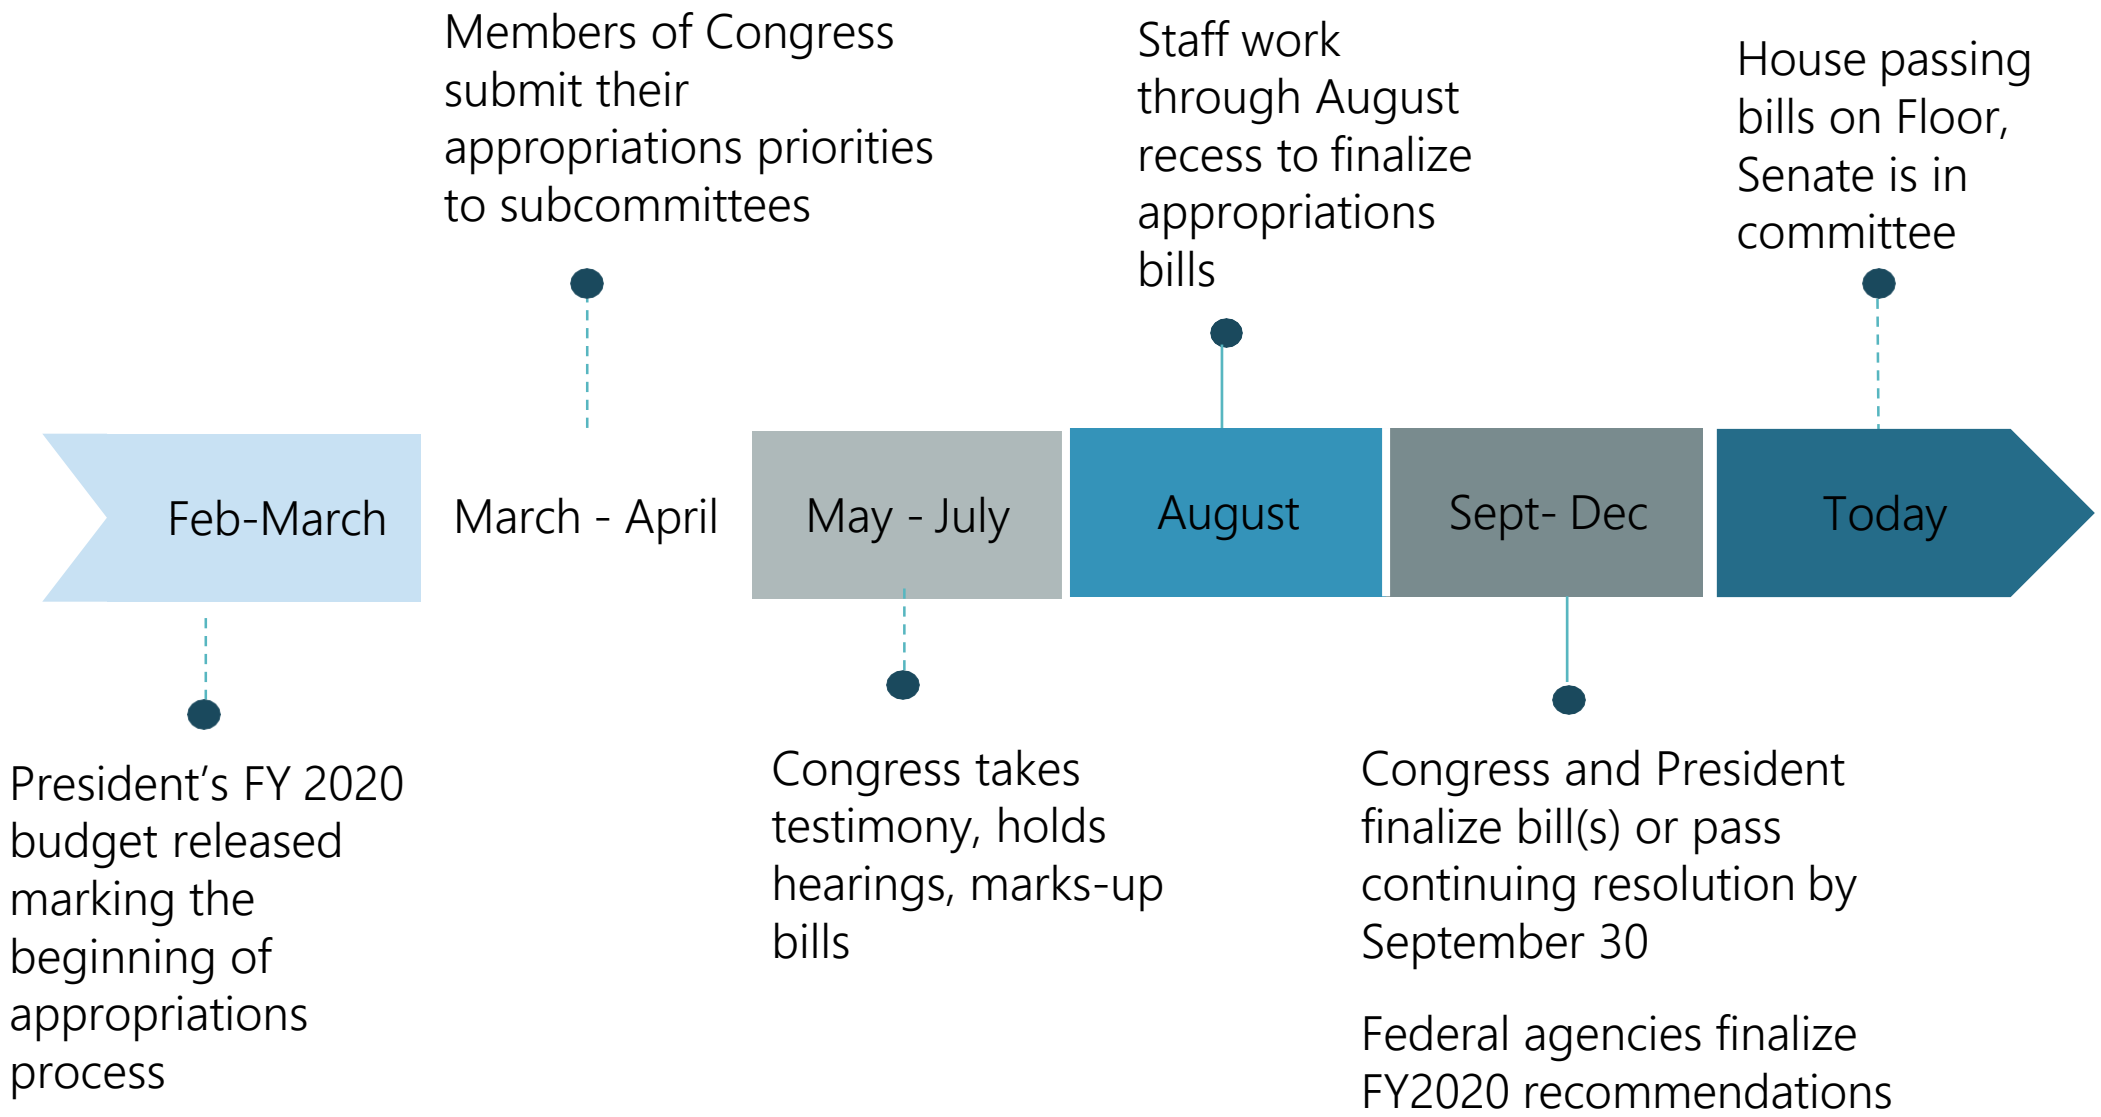 Members of Congress
submit their
appropriations priorities
to subcommittees
Staff work
through August
recess to finalize
appropriations
bills
House passing
bills on Floor,
Senate is in
committee
Feb-March
March - April
May - July
August
Sept- Dec
Today
President’s FY 2020
budget released
marking the
beginning of
appropriations
process
Congress takes
testimony, holds
hearings, marks-up
bills
Congress and President
finalize bill(s) or pass
continuing resolution by
September 30
Federal agencies finalize
FY2020 recommendations